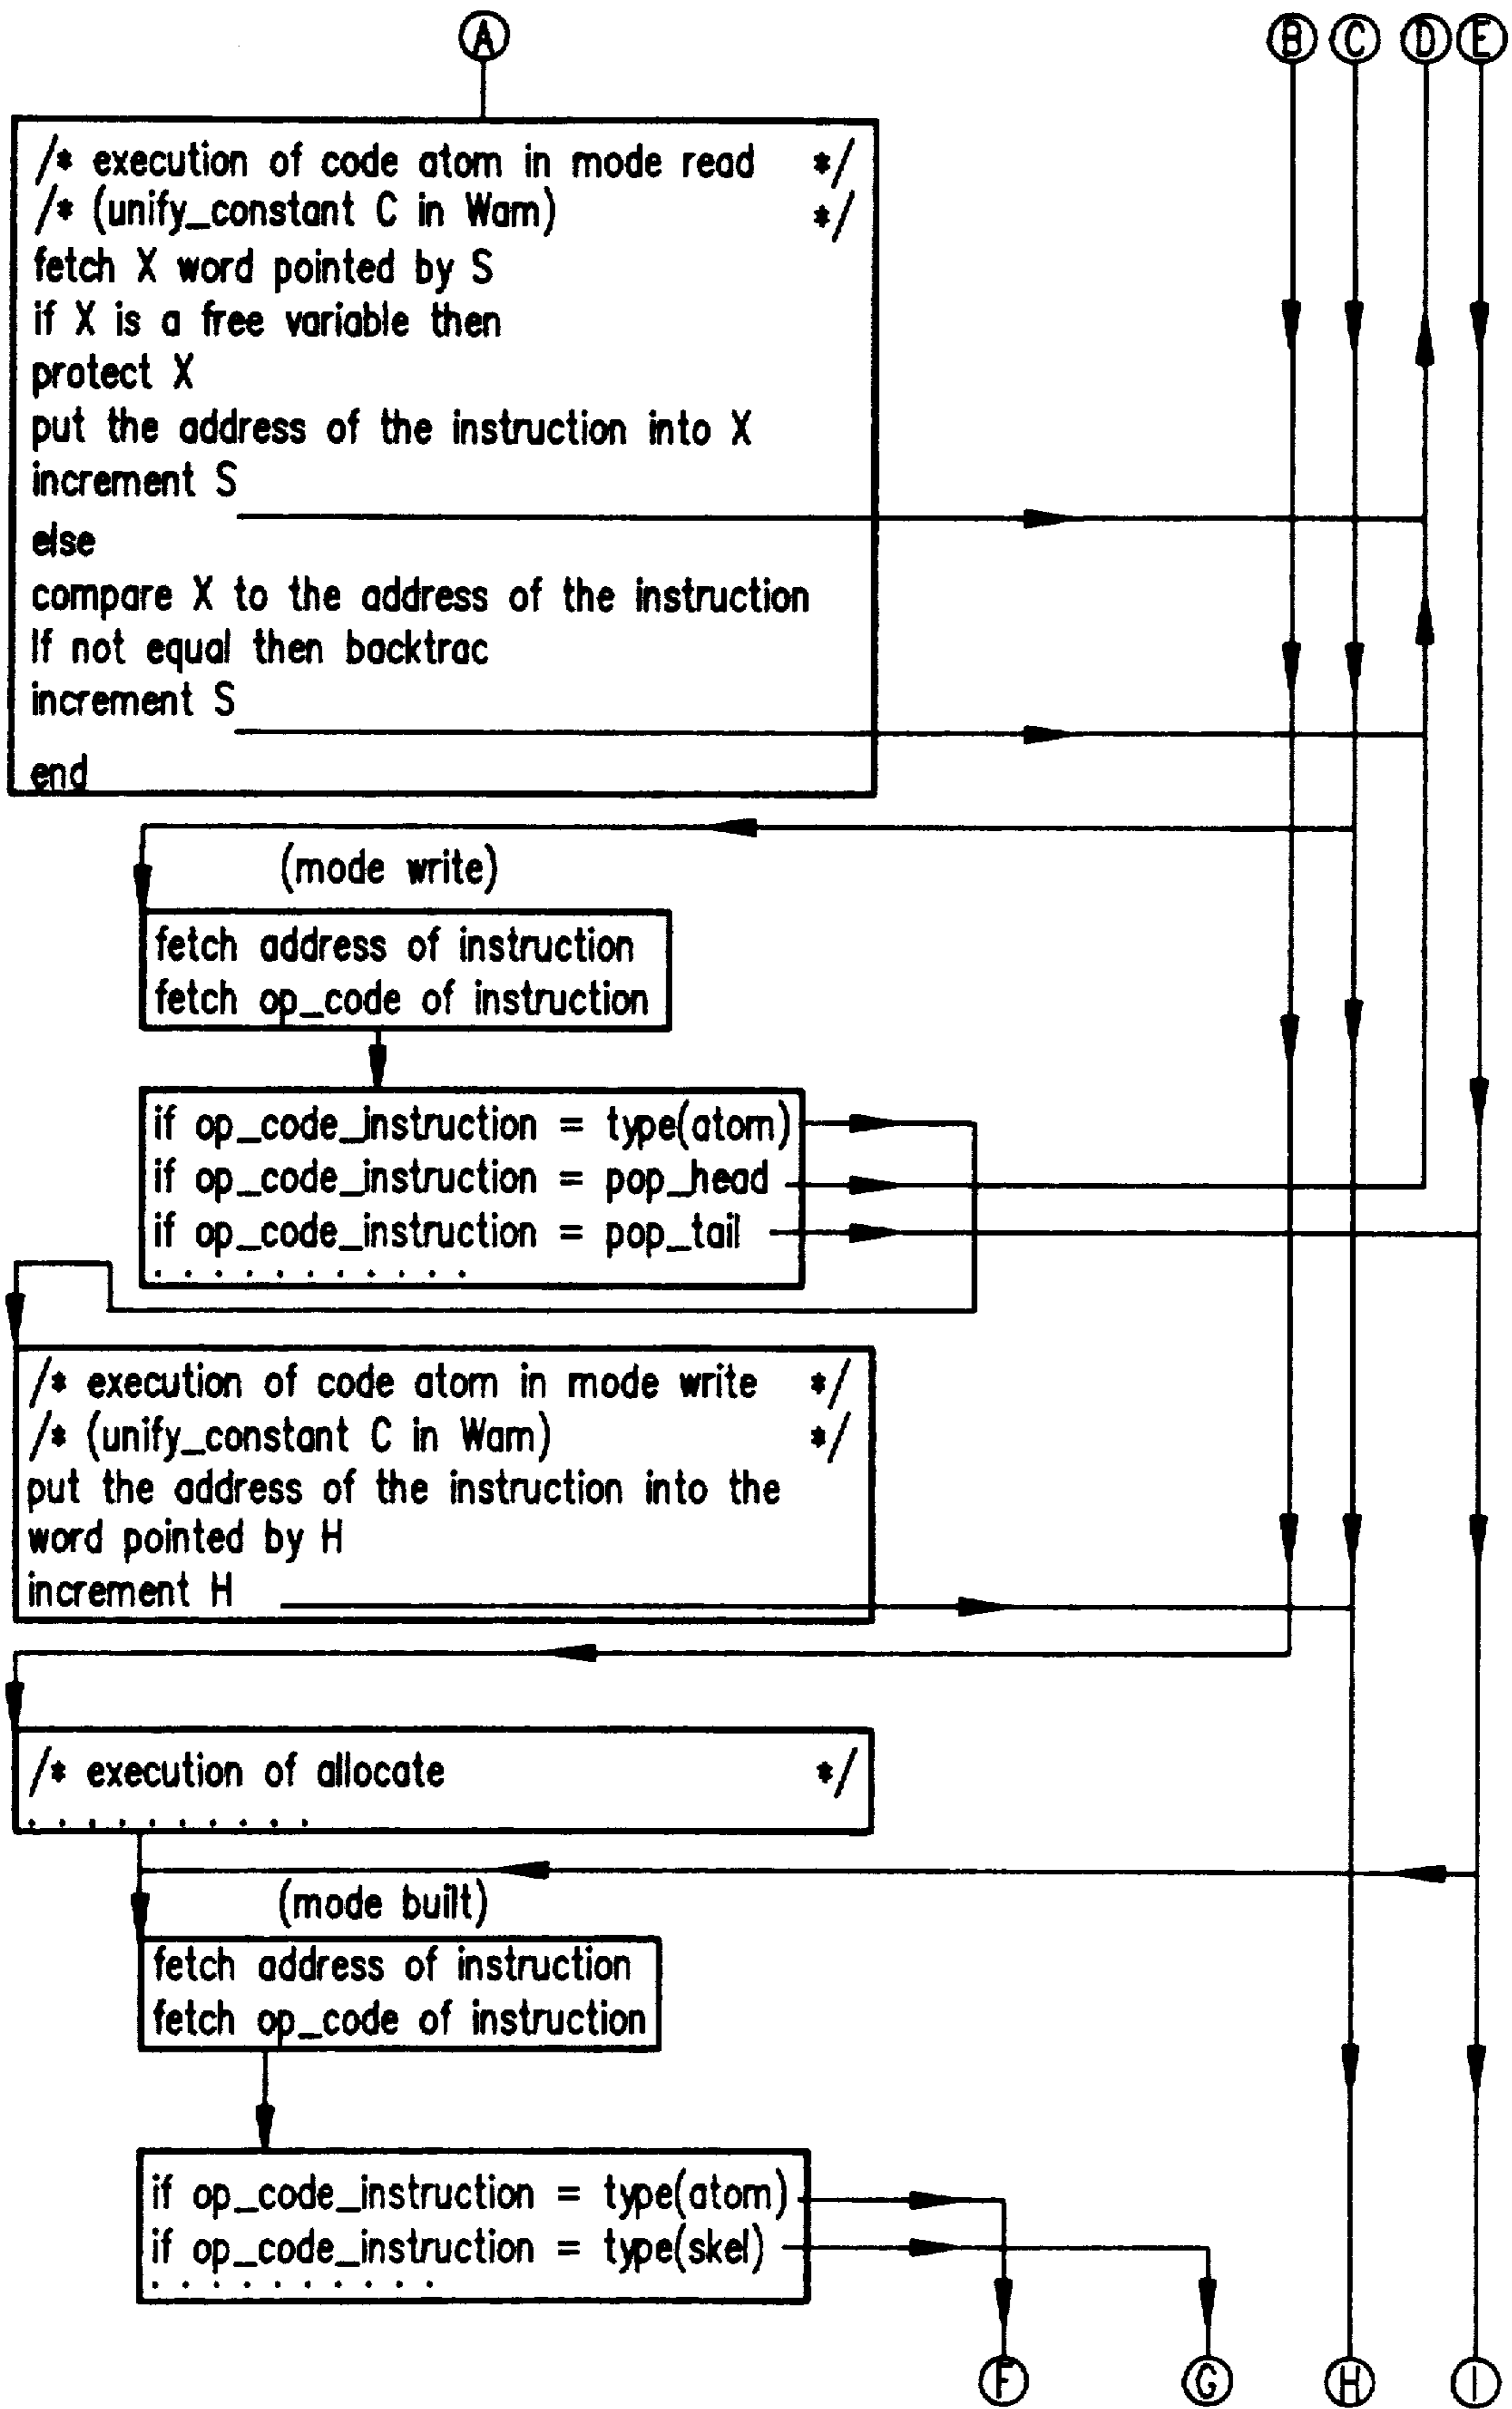 A B C D E
/* execution of code atom in mode read */
/* (unify_constant C in Wam) */
fetch X word pointed by S
if X is a free variable then
protect X
put the address of the instruction into X
increment S
else
compare X to the address of the instruction
If not equal then backtrac
increment S
end
(mode write)
fetch address of instruction
fetch op_code of instruction
if op_code_instruction = type(atom)
if op_code_instruction = pop_head
if op_code_instruction = pop_tail
. . . . . . . . . . .
/* execution of code atom in mode write */
/* (unify_constant C in Wam) */
put the address of the instruction into the
word pointed by H
increment H
/* execution of allocate */
. . . . . . . . . .
(mode built)
fetch address of instruction
fetch op_code of instruction
if op_code_instruction = type(atom)
if op_code_instruction = type(skel)
. . . . . . . . . .
F G H I